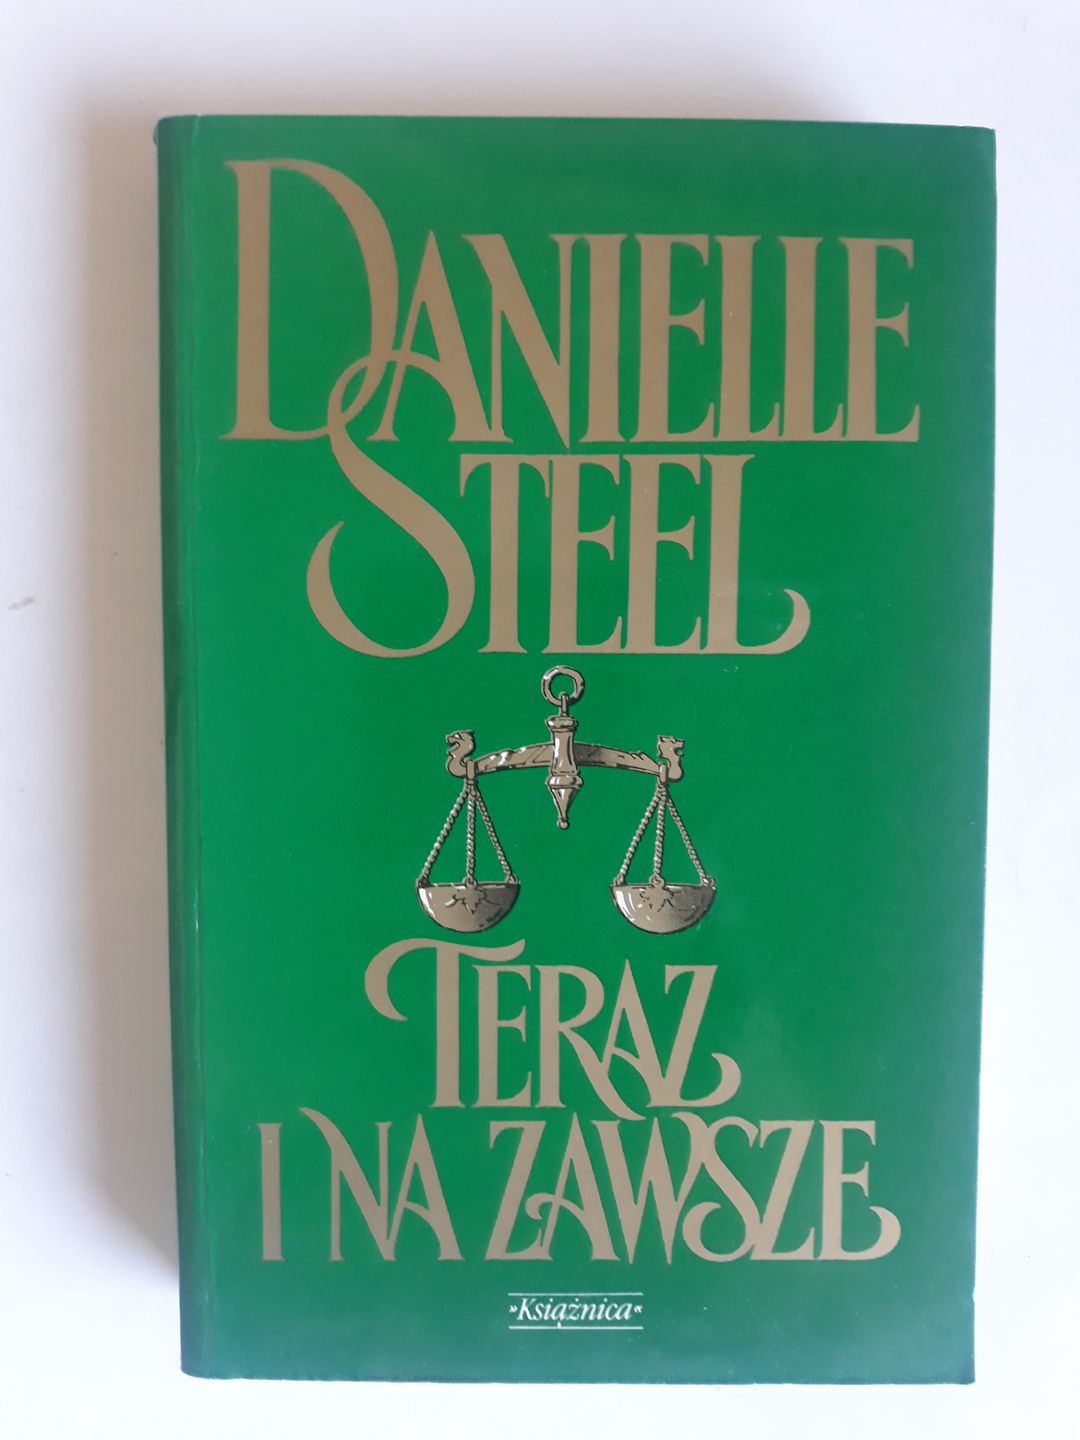 DANIELLE
STEEL
TERAZ
I NA ZAWSZE
»Książnica«